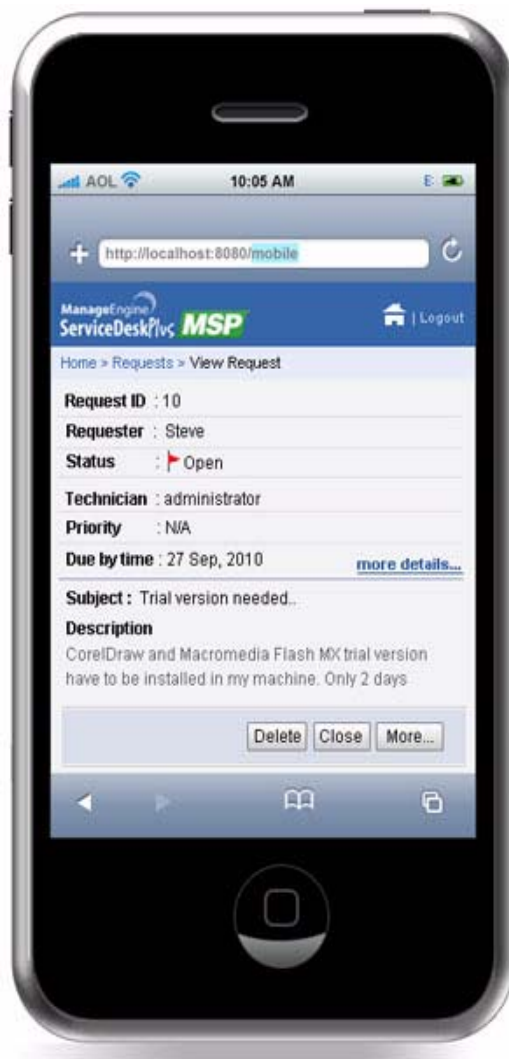 AOL 10:05 AM
http://localhost:8080/mobile
ManageEngine
ServiceDeskPlus MSP | Logout
Home > Requests > View Request
Request ID : 10
Requester : Steve
Status : Open
Technician : administrator
Priority : N/A
Due by time : 27 Sep, 2010 more details...
Subject : Trial version needed..
Description
CorelDraw and Macromedia Flash MX trial version
have to be installed in my machine. Only 2 days
Delete Close More...